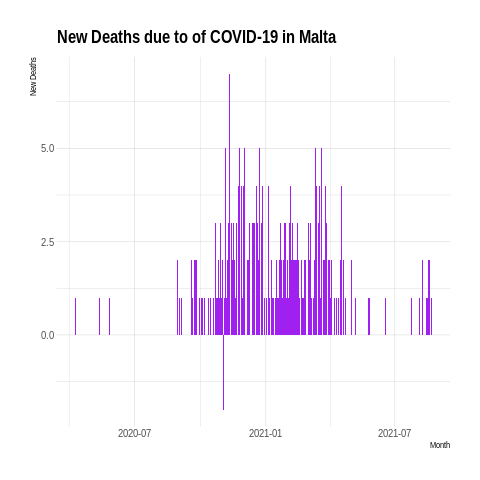 New Deaths due to of COVID-19 in Malta
New Deaths
5.0
2.5
0.0
2020-07
2021-01
2021-07
Month